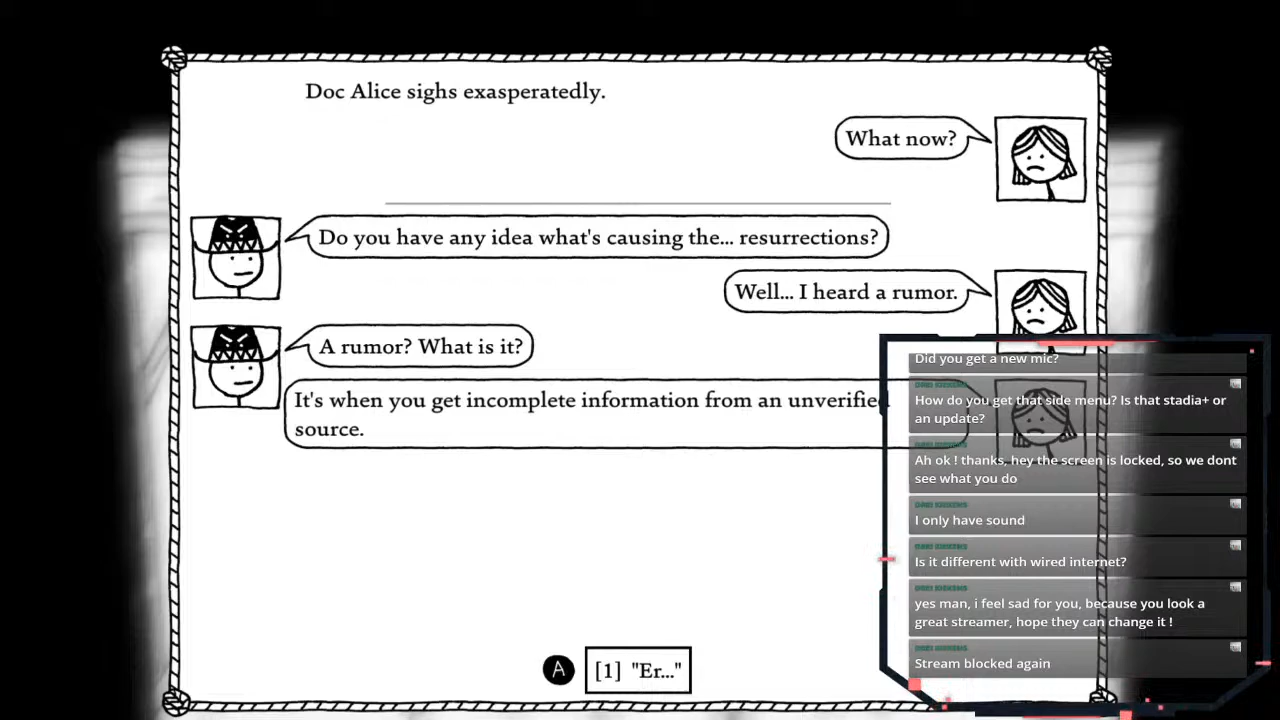 Doc Alice sighs exasperatedly.
What now?
Do you have any idea what's causing the... resurrections?
Well... I heard a rumor.
A rumor? What is it?
It's when you get incomplete information from an unverified
source.
A [1] "Er..."
Did you get a new mic?
How do you get that side menu? Is that stadia+ or
an update?
Ah ok ! thanks, hey the screen is locked, so we dont
see what you do
I only have sound
Is it different with wired internet?
yes man, i feel sad for you, because you look a
great streamer, hope they can change it !
Stream blocked again